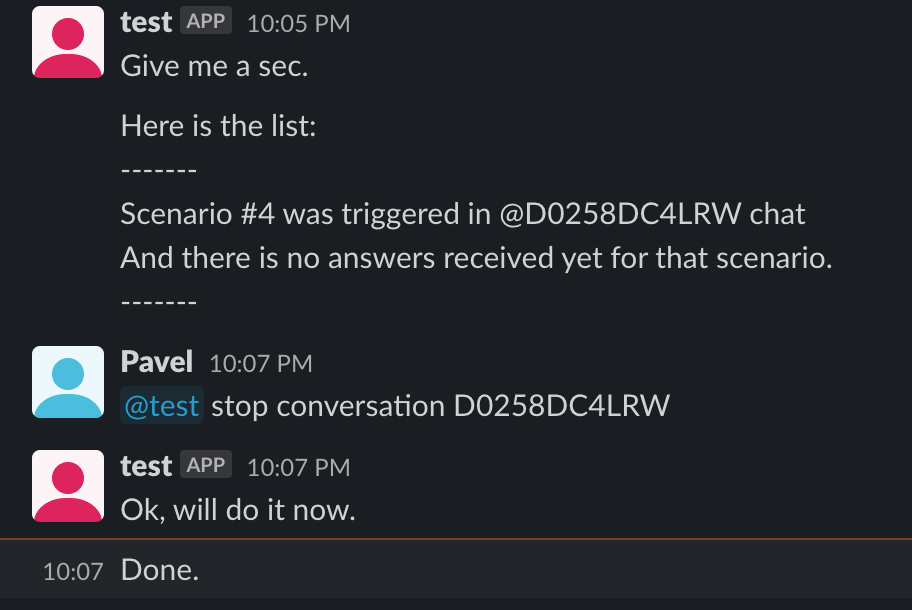 test APP 10:05 PM
Give me a sec.
Here is the list:
-------
Scenario #4 was triggered in @D0258DC4LRW chat
And there is no answers received yet for that scenario.
-------
Pavel 10:07 PM
@test stop conversation D0258DC4LRW
test APP 10:07 PM
Ok, will do it now.
10:07 Done.